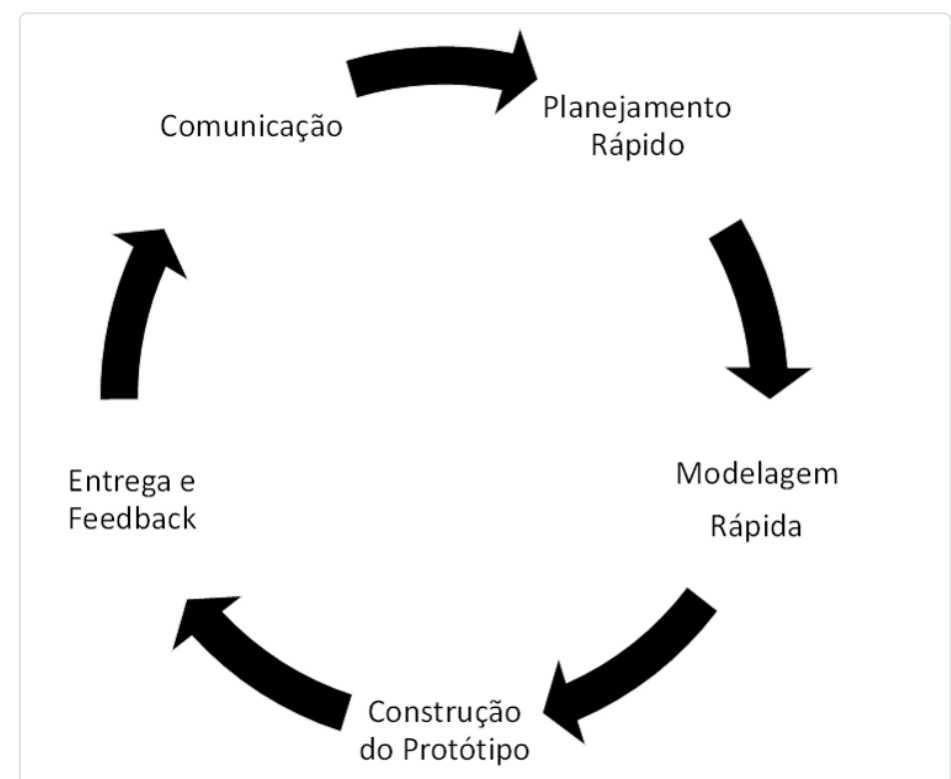 Comunicação
Planejamento
Rápido
Modelagem
Rápida
Construção
do Protótipo
Entrega e
Feedback